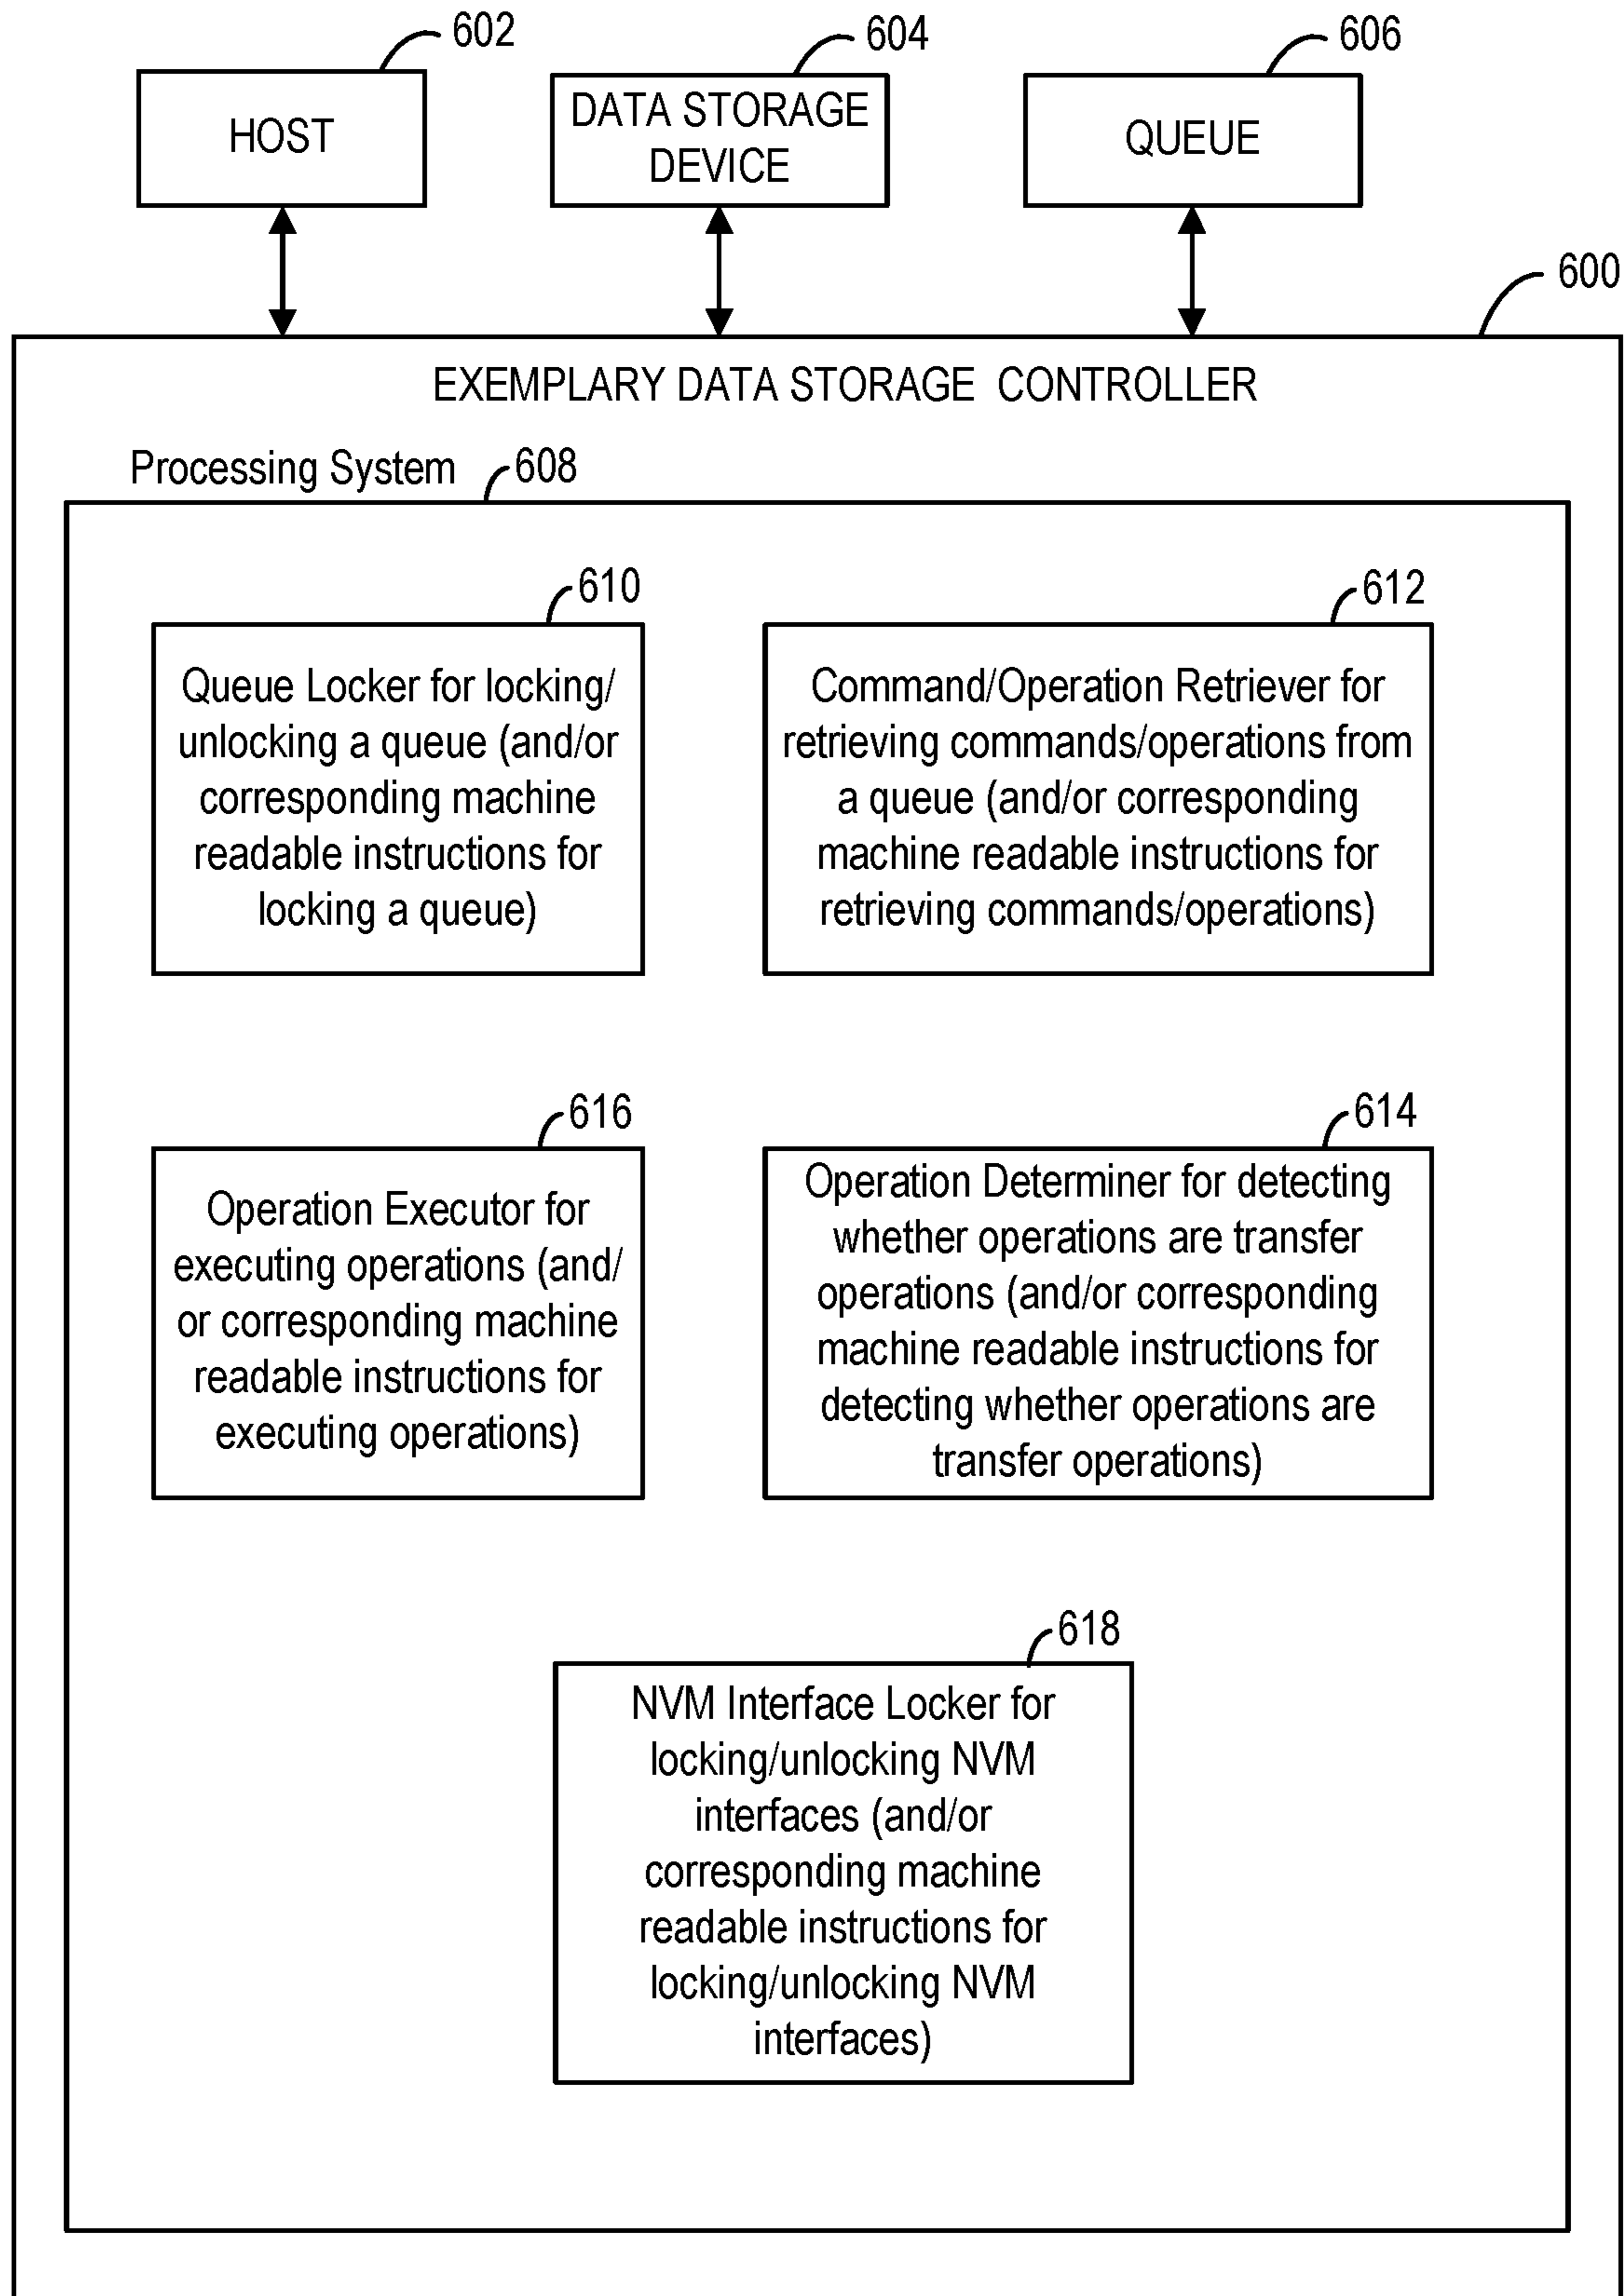 602
604
606
HOST
DATA STORAGE
DEVICE
QUEUE
600
EXEMPLARY DATA STORAGE CONTROLLER
Processing System
608
610
612
Queue Locker for locking/
unlocking a queue (and/or
corresponding machine
readable instructions for
locking a queue)
Command/Operation Retriever for
retrieving commands/operations from
a queue (and/or corresponding
machine readable instructions for
retrieving commands/operations)
616
614
Operation Executor for
executing operations (and/
or corresponding machine
readable instructions for
executing operations)
Operation Determiner for detecting
whether operations are transfer
operations (and/or corresponding
machine readable instructions for
detecting whether operations are
transfer operations)
618
NVM Interface Locker for
locking/unlocking NVM
interfaces (and/or
corresponding machine
readable instructions for
locking/unlocking NVM
interfaces)